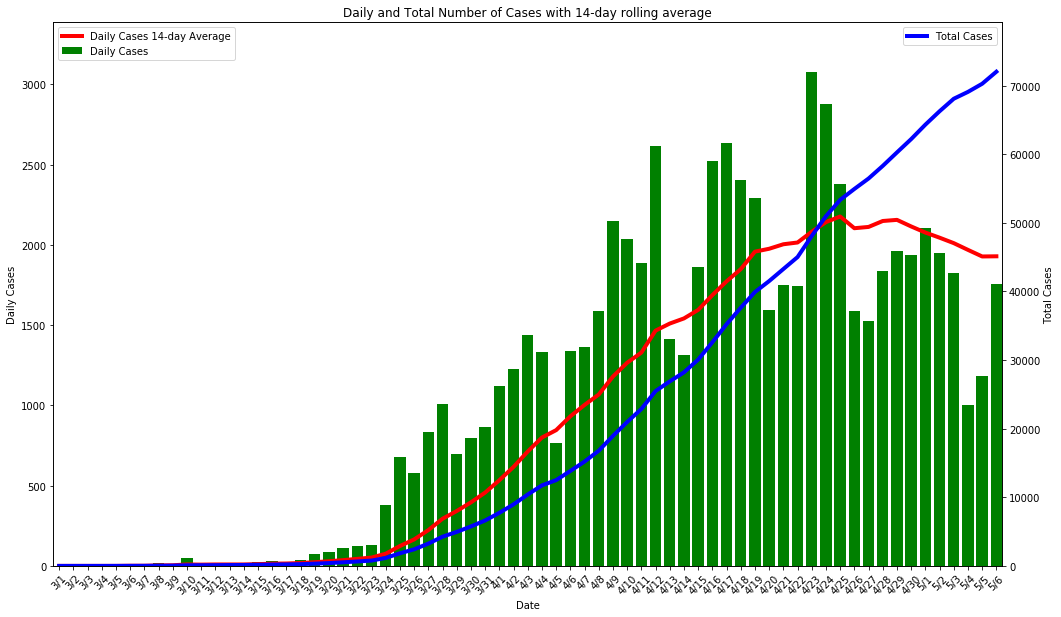 Daily and Total Number of Cases with 14-day rolling average
Daily Cases 14-day Average
Daily Cases
Total Cases
3000
2500
2000
1500
1000
500
0
Daily Cases
70000
60000
50000
40000
30000
20000
10000
0
Total Cases
3/1 3/2 3/3 3/4 3/5 3/6 3/7 3/8 3/9 3/10 3/11 3/12 3/13 3/14 3/15 3/16 3/17 3/18 3/19 3/20 3/21 3/22 3/23 3/24 3/25 3/26 3/27 3/28 3/29 3/30 3/31 4/1 4/2 4/3 4/4 4/5 4/6 4/7 4/8 4/9 4/10 4/11 4/12 4/13 4/14 4/15 4/16 4/17 4/18 4/19 4/20 4/21 4/22 4/23 4/24 4/25 4/26 4/27 4/28 4/29 4/30 5/1 5/2 5/3 5/4 5/5 5/6
Date